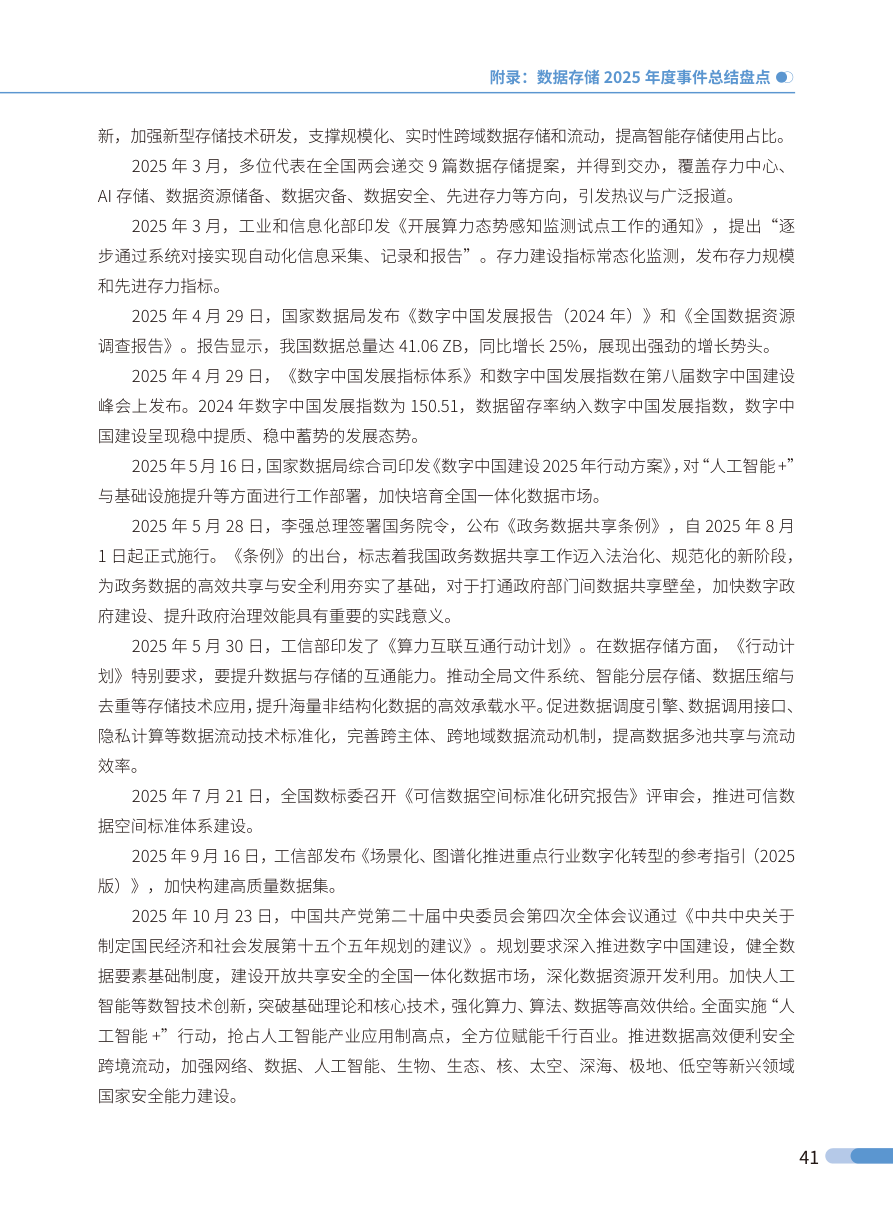 附录：数据存储 2025 年度事件总结盘点
新，加强新型存储技术研发，支撑规模化、实时性跨域数据存储和流动，提高智能存储使用占比。
2025 年 3 月，多位代表在全国两会递交 9 篇数据存储提案，并得到交办，覆盖存力中心、
AI 存储、数据资源储备、数据灾备、数据安全、先进存力等方向，引发热议与广泛报道。
2025 年 3 月，工业和信息化部印发《开展算力态势感知监测试点工作的通知》，提出“逐
步通过系统对接实现自动化信息采集、记录和报告”。存力建设指标常态化监测，发布存力规模
和先进存力指标。
2025 年 4 月 29 日，国家数据局发布《数字中国发展报告（2024 年）》和《全国数据资源
调查报告》。报告显示，我国数据总量达 41.06 ZB，同比增长 25%，展现出强劲的增长势头。
2025 年 4 月 29 日，《数字中国发展指标体系》和数字中国发展指数在第八届数字中国建设
峰会上发布。2024 年数字中国发展指数为 150.51，数据留存率纳入数字中国发展指数，数字中
国建设呈现稳中提质、稳中蓄势的发展态势。
2025 年 5 月 16 日，国家数据局综合司印发《数字中国建设 2025 年行动方案》，对“人工智能 +”
与基础设施提升等方面进行工作部署，加快培育全国一体化数据市场。
2025 年 5 月 28 日，李强总理签署国务院令，公布《政务数据共享条例》，自 2025 年 8 月
1 日起正式施行。《条例》的出台，标志着我国政务数据共享工作迈入法治化、规范化的新阶段，
为政务数据的高效共享与安全利用夯实了基础，对于打通政府部门间数据共享壁垒，加快数字政
府建设、提升政府治理效能具有重要的实践意义。
2025 年 5 月 30 日，工信部印发了《算力互联互通行动计划》。在数据存储方面，《行动计
划》特别要求，要提升数据与存储的互通能力。推动全局文件系统、智能分层存储、数据压缩与
去重等存储技术应用，提升海量非结构化数据的高效承载水平。促进数据调度引擎、数据调用接口、
隐私计算等数据流动技术标准化，完善跨主体、跨地域数据流动机制，提高数据多池共享与流动
效率。
2025 年 7 月 21 日，全国数标委召开《可信数据空间标准化研究报告》评审会，推进可信数
据空间标准体系建设。
2025 年 9 月 16 日，工信部发布《场景化、图谱化推进重点行业数字化转型的参考指引（2025
版）》，加快构建高质量数据集。
2025 年 10 月 23 日，中国共产党第二十届中央委员会第四次全体会议通过《中共中央关于
制定国民经济和社会发展第十五个五年规划的建议》。规划要求深入推进数字中国建设，健全数
据要素基础制度，建设开放共享安全的全国一体化数据市场，深化数据资源开发利用。加快人工
智能等数智技术创新，突破基础理论和核心技术，强化算力、算法、数据等高效供给。全面实施“人
工智能 +”行动，抢占人工智能产业应用制高点，全方位赋能千行百业。推进数据高效便利安全
跨境流动，加强网络、数据、人工智能、生物、生态、核、太空、深海、极地、低空等新兴领域
国家安全能力建设。
41